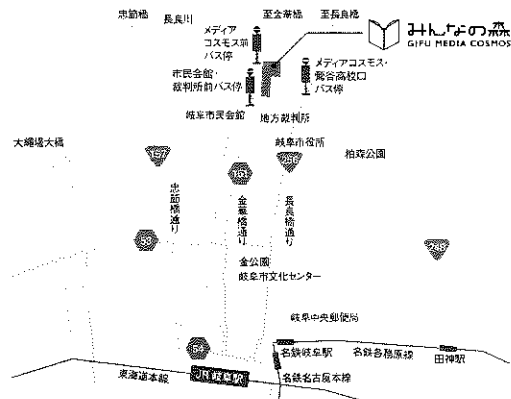 忠節橋
長良川
至金華橋
至長良橋
メディア
コスモス前
バス停
みんなの森
GIFU MEDIA COSMOS
市民会館・
裁判所前バス停
メディアコスモス・
鶯谷高校口
バス停
岐阜市民会館
地方裁判所
大縄場大橋
岐阜市役所
柏森公園
157
256
忠節橋通り
金華橋通り
長良橋通り
53
248
金公園
岐阜市文化センター
岐阜中央郵便局
54
名鉄岐阜駅
名鉄各務原線
田神駅
東海道本線
JR岐阜駅
名鉄名古屋本線